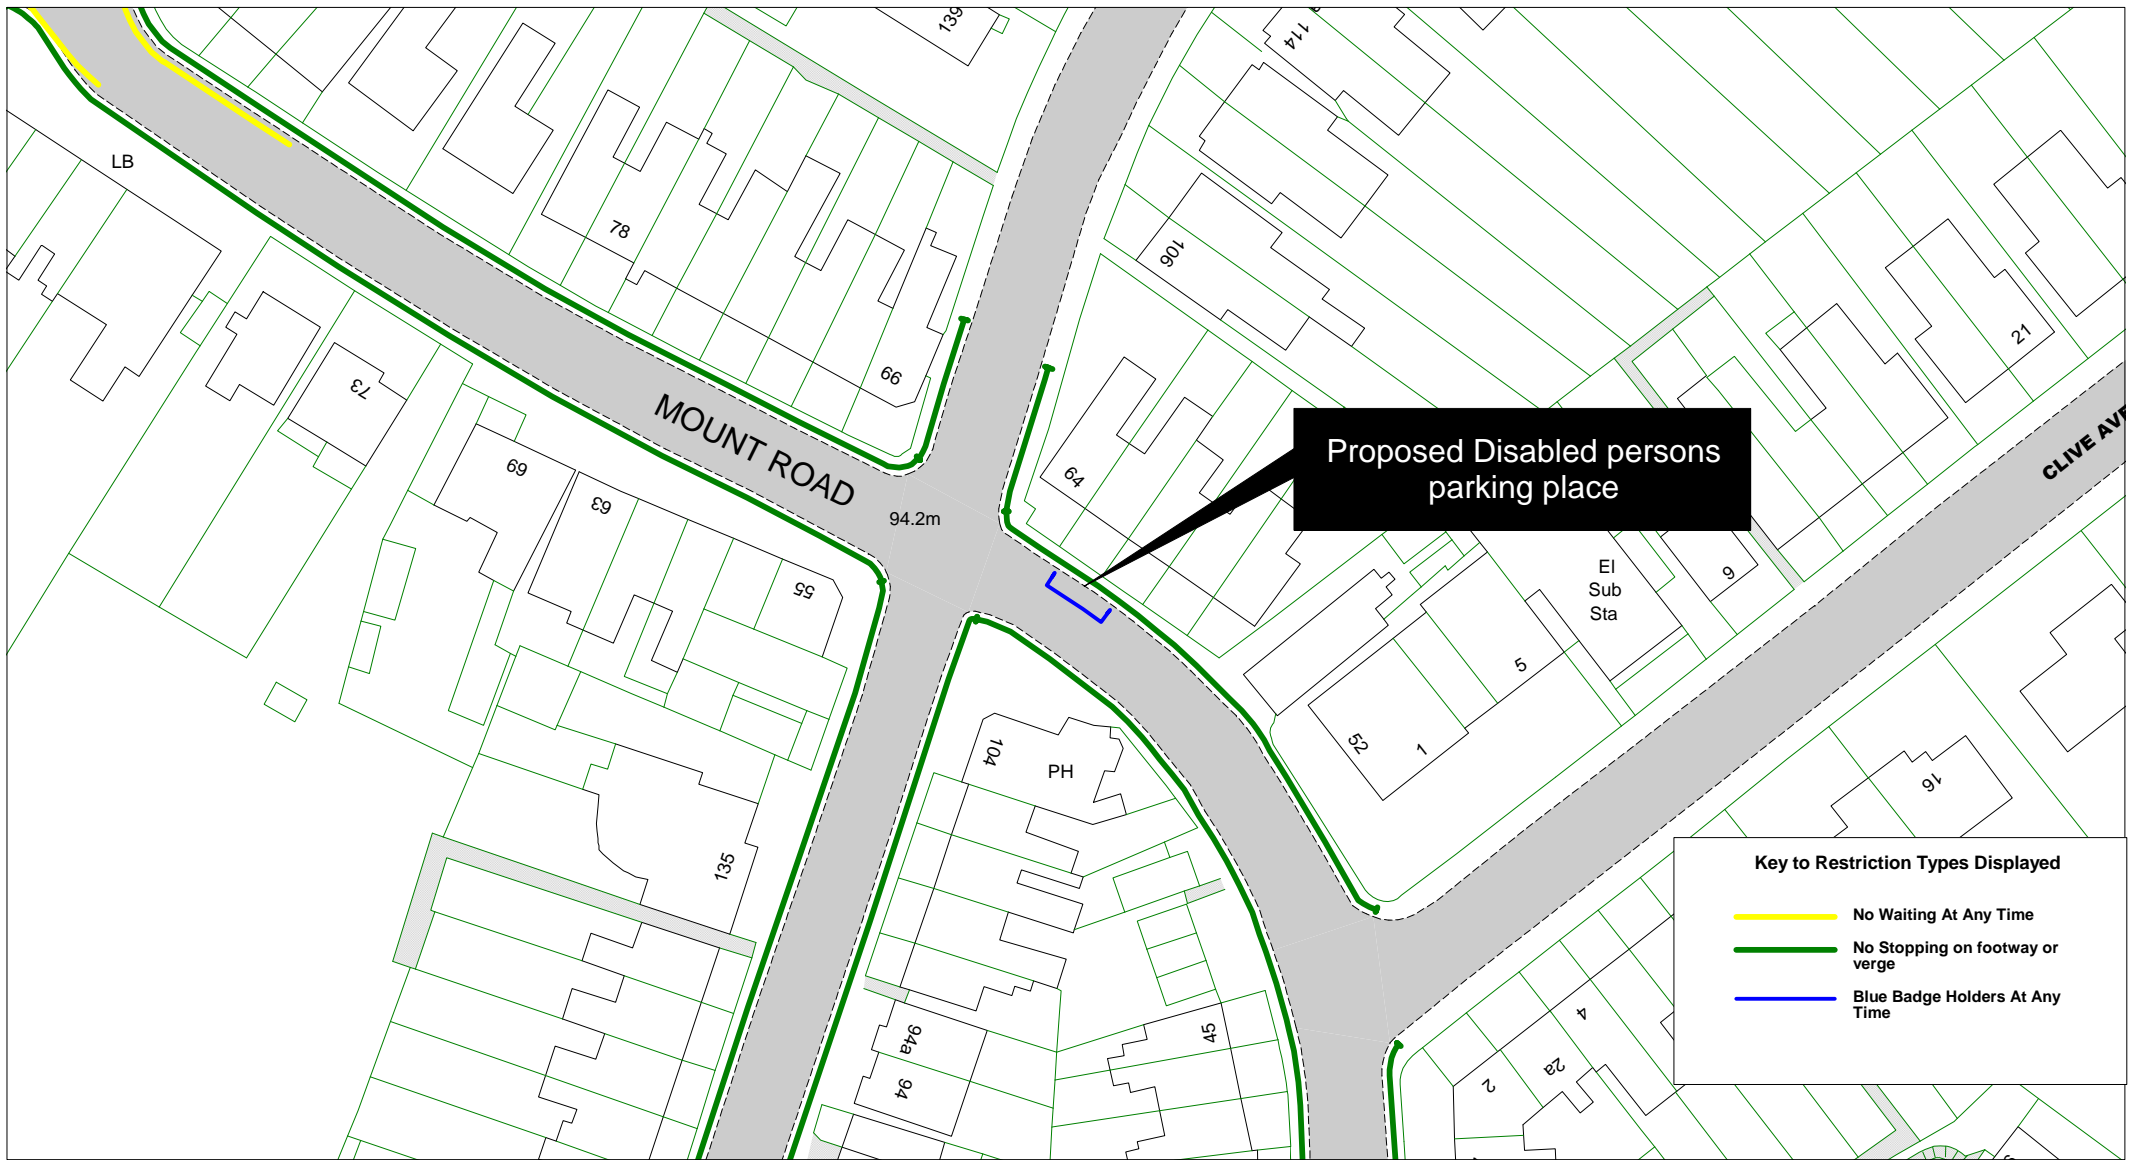 139
114
LB
78
106
21
73
66
MOUNT ROAD
CLIVE AVE
69
64
Proposed Disabled persons
parking place
63
94.2m
55
El
Sub
Sta
6
5
52
1
104
PH
16
135
Key to Restriction Types Displayed
No Waiting At Any Time
No Stopping on footway or
verge
Blue Badge Holders At Any
Time
94a
45
4
94
2
2a